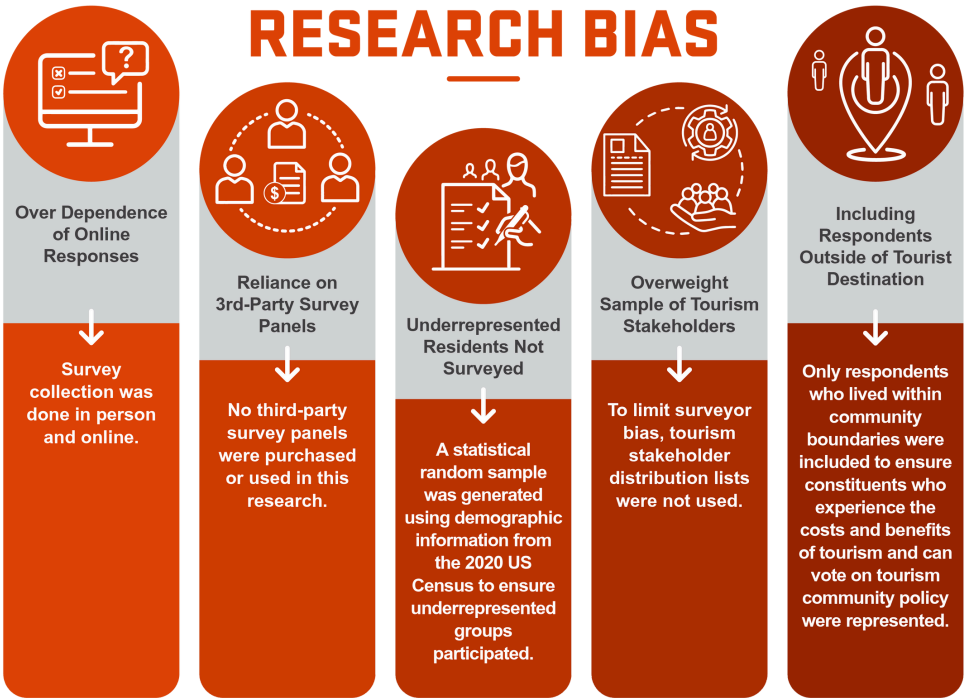 RESEARCH BIAS
?
Over Dependence
of Online
Responses
Survey
collection was
done in person
and online.
$
Reliance on
3rd-Party Survey
Panels
No third-party
survey panels
were purchased
or used in this
research.
Underrepresented
Residents Not
Surveyed
A statistical
random sample
was generated
using demographic
information from
the 2020 US
Census to ensure
underrepresented
groups
participated.
Overweight
Sample of Tourism
Stakeholders
To limit surveyor
bias, tourism
stakeholder
distribution lists
were not used.
Including
Respondents
Outside of Tourist
Destination
Only respondents
who lived within
community
boundaries were
included to ensure
constituents who
experience the
costs and benefits
of tourism and can
vote on tourism
community policy
were represented.